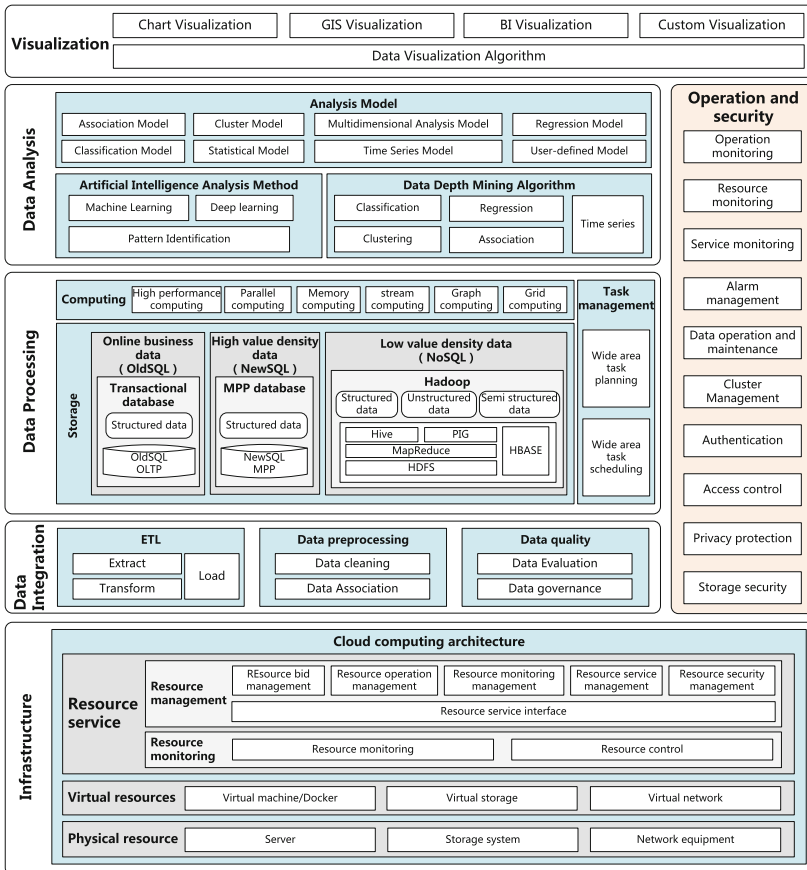 Visualization
Chart Visualization
GIS Visualization
BI Visualization
Custom Visualization
Data Visualization Algorithm
Data Analysis
Analysis Model
Association Model
Cluster Model
Multidimensional Analysis Model
Regression Model
Classification Model
Statistical Model
Time Series Model
User-defined Model
Artificial Intelligence Analysis Method
Machine Learning
Deep learning
Pattern Identification
Data Depth Mining Algorithm
Classification
Regression
Clustering
Association
Time series
Data Processing
Computing
High performance
computing
Parallel
computing
Memory
computing
stream
computing
Graph
computing
Grid
computing
Storage
Online business
data
( OldSQL )
Transactional
database
Structured data
OldSQL
OLTP
High value density
data
( NewSQL )
MPP database
Structured data
NewSQL
MPP
Low value density data
( NoSQL )
Hadoop
Structured
data
Unstructured
data
Semi structured
data
Hive
PIG
MapReduce
HDFS
HBASE
Task
management
Wide area
task
planning
Wide area
task
scheduling
Data
Integration
ETL
Extract
Transform
Load
Data preprocessing
Data cleaning
Data Association
Data quality
Data Evaluation
Data governance
Operation and
security
Operation
monitoring
Resource
monitoring
Service monitoring
Alarm
management
Data operation and
maintenance
Cluster
Management
Authentication
Access control
Privacy protection
Storage security
Infrastructure
Cloud computing architecture
Resource
service
Resource
management
REsource bid
management
Resource operation
management
Resource monitoring
management
Resource service
management
Resource security
management
Resource service interface
Resource
monitoring
Resource monitoring
Resource control
Virtual resources
Virtual machine/Docker
Virtual storage
Virtual network
Physical resource
Server
Storage system
Network equipment